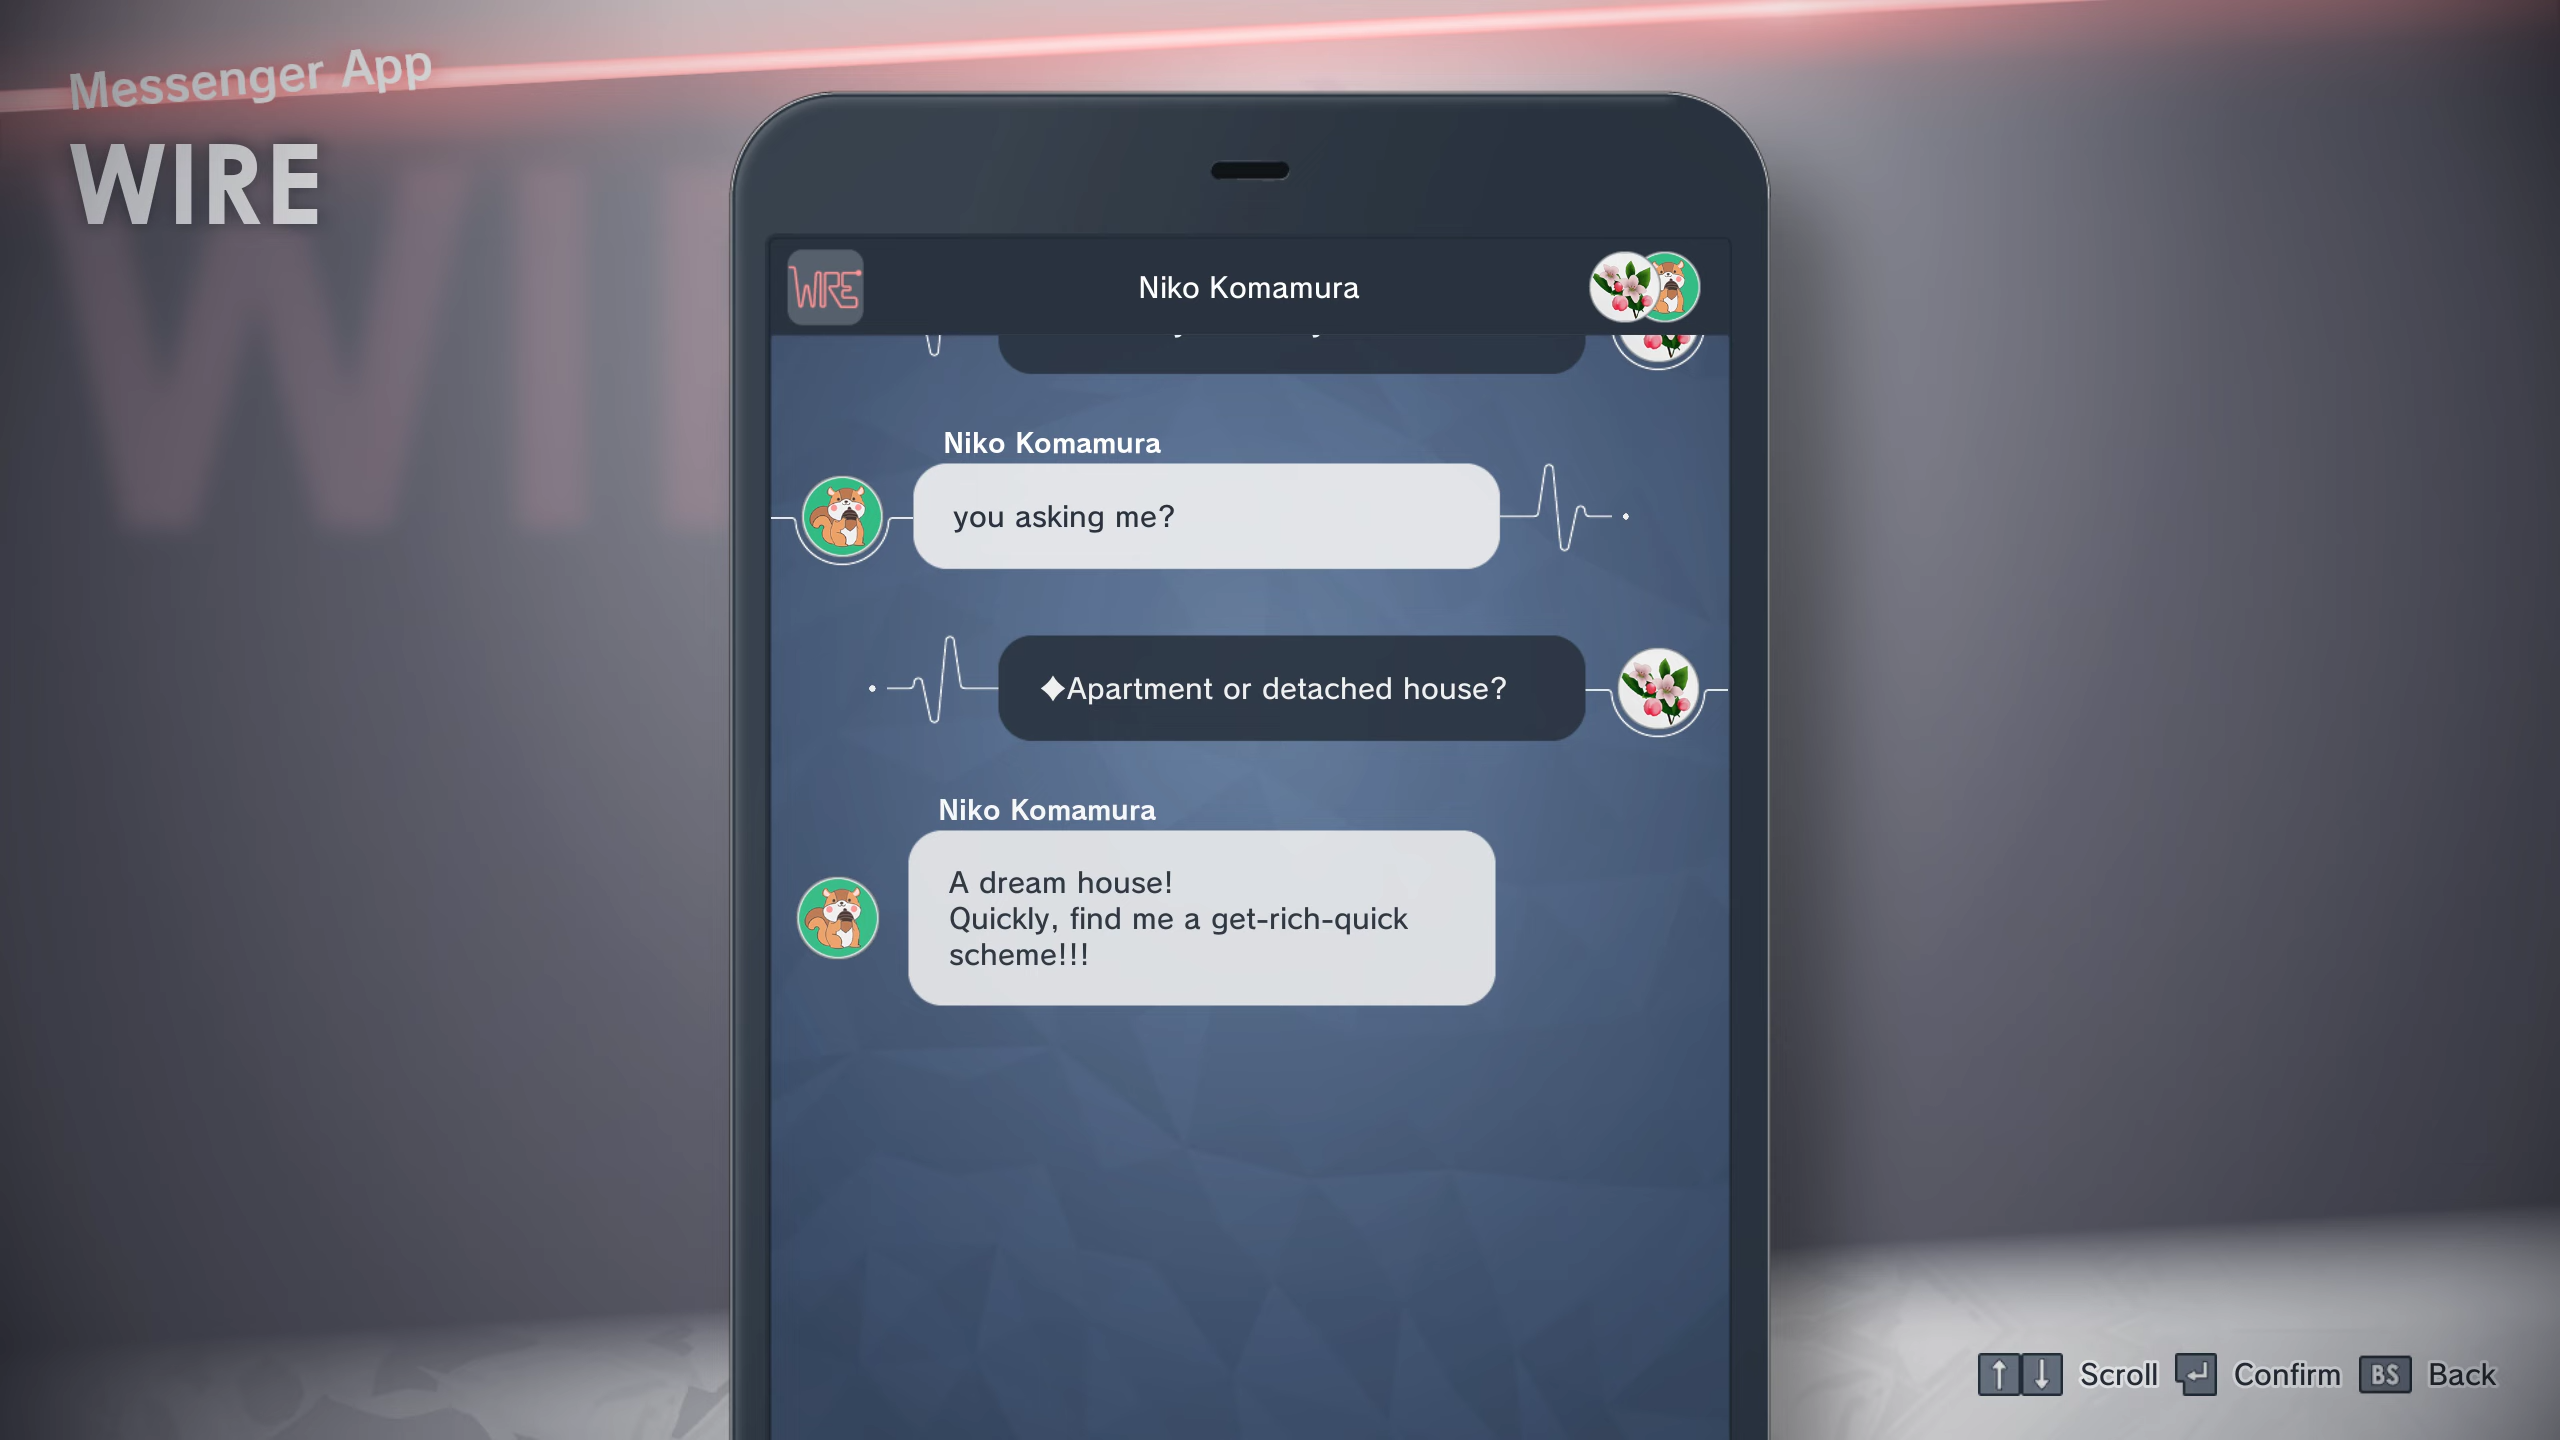 Messenger App
WIRE
WIRE
Niko Komamura
Niko Komamura
you asking me?
✦Apartment or detached house?
Niko Komamura
A dream house!
Quickly, find me a get-rich-quick
scheme!!!
↑ ↓ Scroll Confirm BS Back